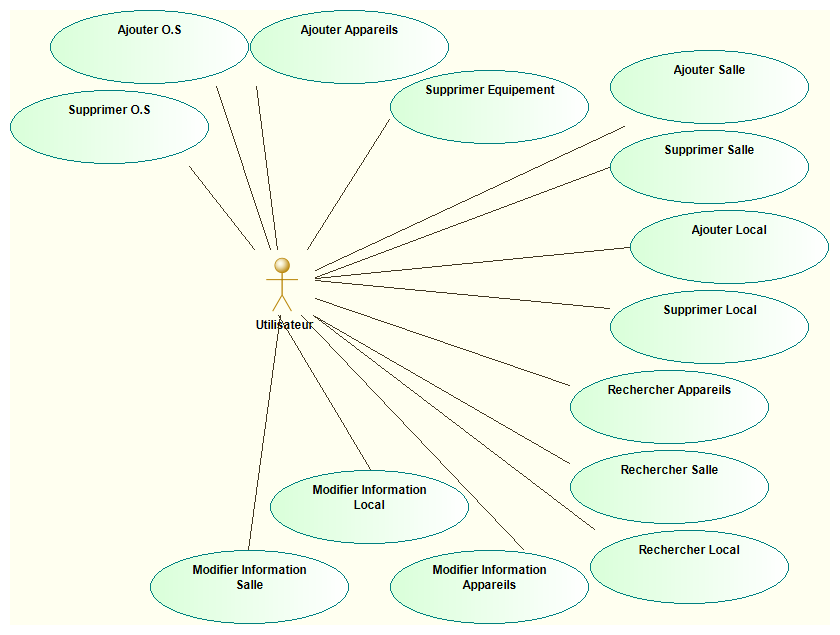 Ajouter O.S
Ajouter Appareils
Supprimer O.S
Supprimer Equipement
Ajouter Salle
Supprimer Salle
Ajouter Local
Supprimer Local
Utilisateur
Rechercher Appareils
Rechercher Salle
Rechercher Local
Modifier Information
Local
Modifier Information
Salle
Modifier Information
Appareils